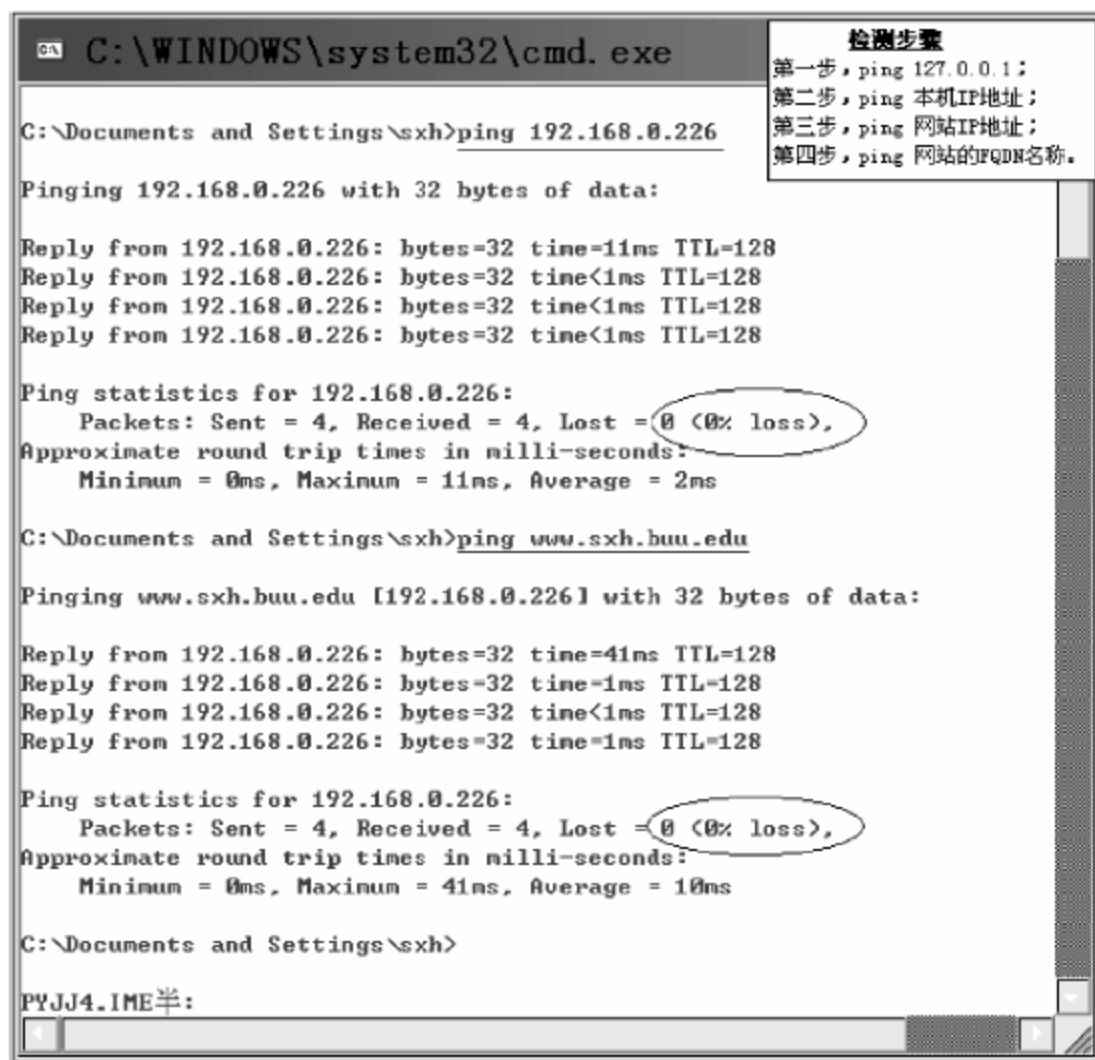 C:\WINDOWS\system32\cmd.exe
检测步骤
第一步，ping 127.0.0.1；
第二步，ping 本机IP地址；
第三步，ping 网站IP地址；
第四步，ping 网站的FQDN名称。
C:\Documents and Settings\sxh>ping 192.168.0.226
Pinging 192.168.0.226 with 32 bytes of data:
Reply from 192.168.0.226: bytes=32 time=11ms TTL=128
Reply from 192.168.0.226: bytes=32 time<1ms TTL=128
Reply from 192.168.0.226: bytes=32 time<1ms TTL=128
Reply from 192.168.0.226: bytes=32 time<1ms TTL=128
Ping statistics for 192.168.0.226:
Packets: Sent = 4, Received = 4, Lost = 0 (0% loss),
Approximate round trip times in milli-seconds:
Minimum = 0ms, Maximum = 11ms, Average = 2ms
C:\Documents and Settings\sxh>ping www.sxh.buu.edu
Pinging www.sxh.buu.edu [192.168.0.226] with 32 bytes of data:
Reply from 192.168.0.226: bytes=32 time=41ms TTL=128
Reply from 192.168.0.226: bytes=32 time=1ms TTL=128
Reply from 192.168.0.226: bytes=32 time<1ms TTL=128
Reply from 192.168.0.226: bytes=32 time=1ms TTL=128
Ping statistics for 192.168.0.226:
Packets: Sent = 4, Received = 4, Lost = 0 (0% loss),
Approximate round trip times in milli-seconds:
Minimum = 0ms, Maximum = 41ms, Average = 10ms
C:\Documents and Settings\sxh>
PYJJ4.IME半: